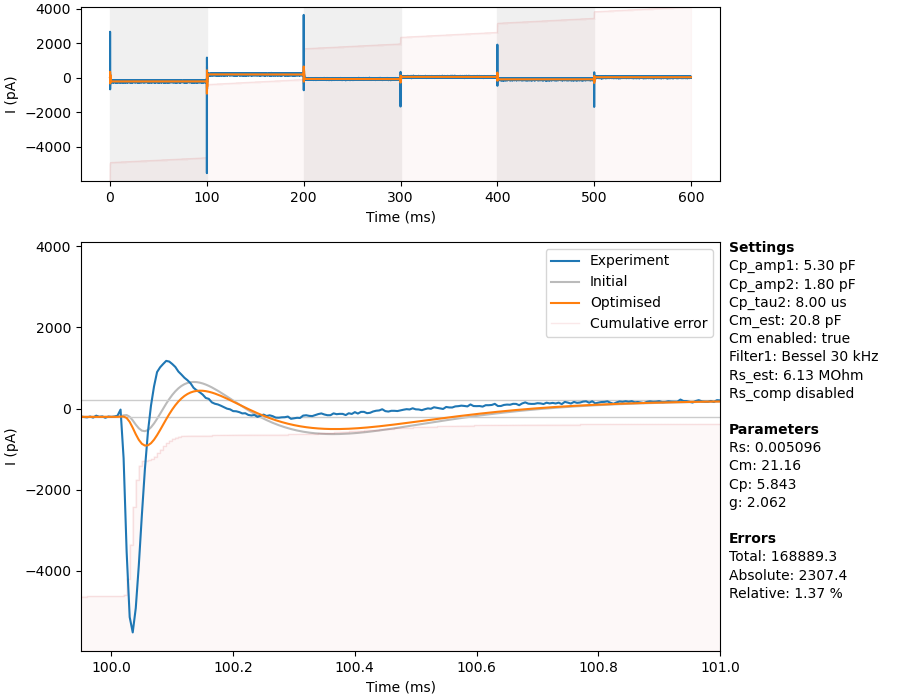 4000
2000
0
−2000
−4000
I (pA)
0 100 200 300 400 500 600
Time (ms)
4000
2000
0
−2000
−4000
I (pA)
Experiment
Initial
Optimised
Cumulative error
100.0 100.2 100.4 100.6 100.8 101.0
Time (ms)
Settings
Cp_amp1: 5.30 pF
Cp_amp2: 1.80 pF
Cp_tau2: 8.00 us
Cm_est: 20.8 pF
Cm enabled: true
Filter1: Bessel 30 kHz
Rs_est: 6.13 MOhm
Rs_comp disabled
Parameters
Rs: 0.005096
Cm: 21.16
Cp: 5.843
g: 2.062
Errors
Total: 168889.3
Absolute: 2307.4
Relative: 1.37 %